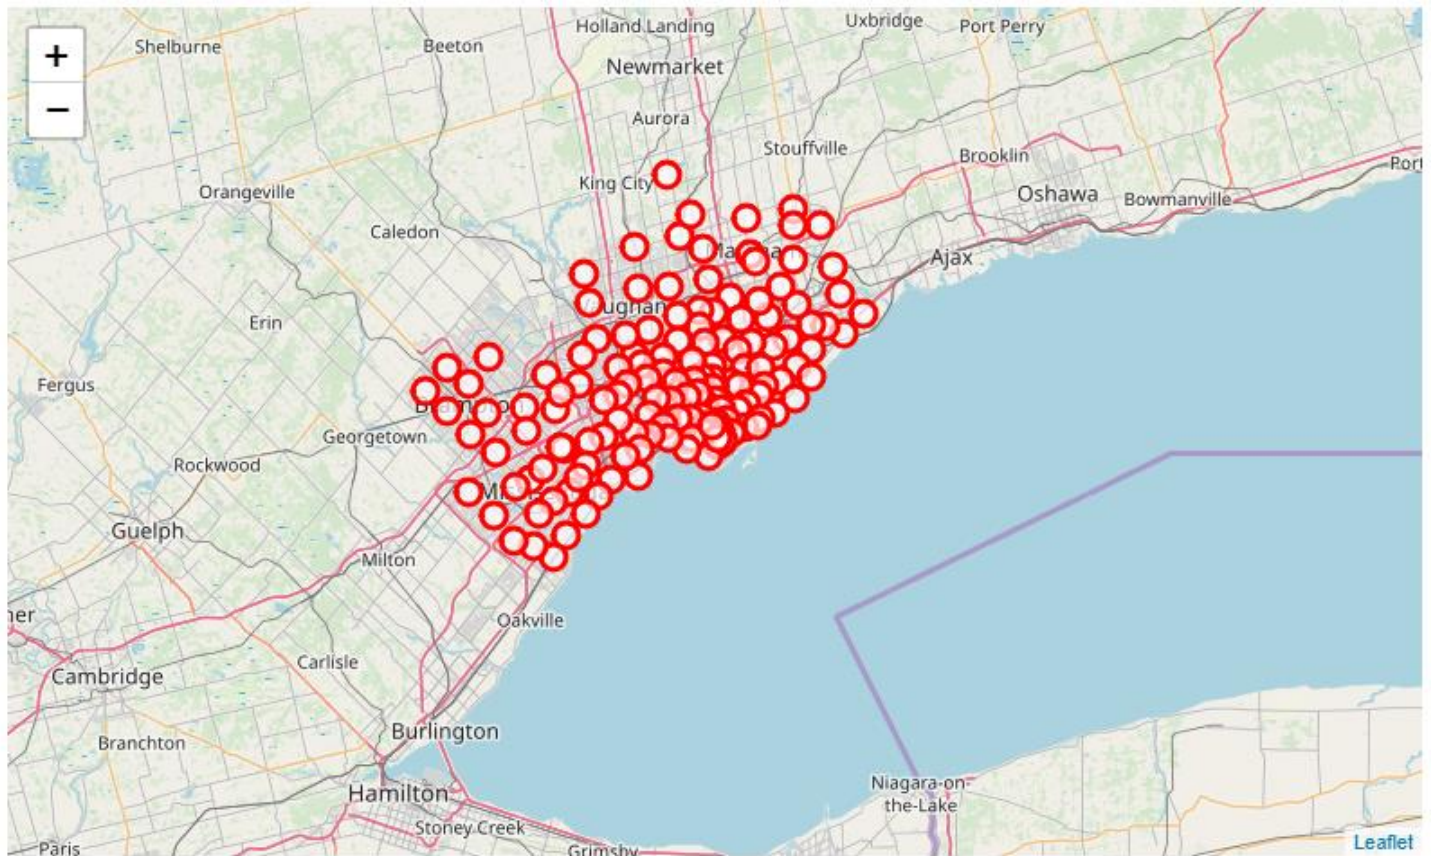 +
−
Shelburne
Beeton
Holland Landing
Uxbridge
Port Perry
Newmarket
Aurora
Stouffville
Brooklin
Port
Orangeville
King City
Oshawa
Bowmanville
Caledon
Ajax
Erin
Vaughan
Fergus
Georgetown
Rockwood
Guelph
Milton
ner
Oakville
Carlisle
Cambridge
Burlington
Branchton
Niagara-on-
the-Lake
Hamilton
Stoney Creek
Paris
Grimsby
Leaflet